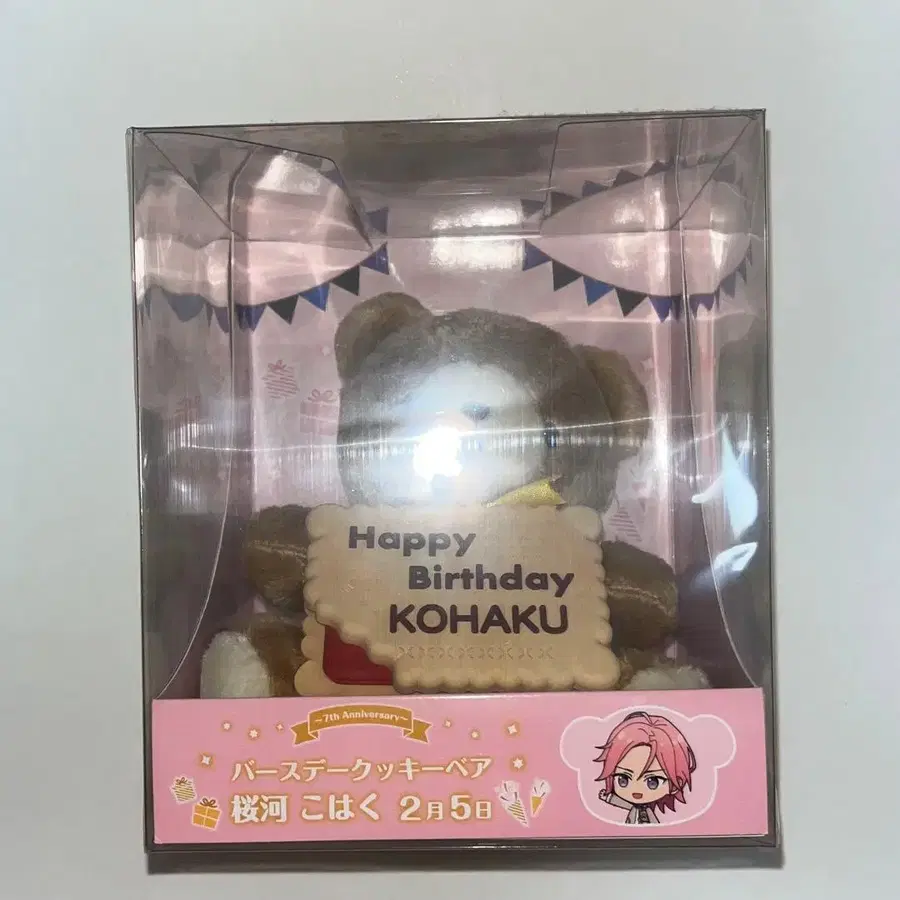 Happy
Birthday
KOHAKU
～7th Anniversary～
バースデークッキーベア
桜河 こはく 2月5日